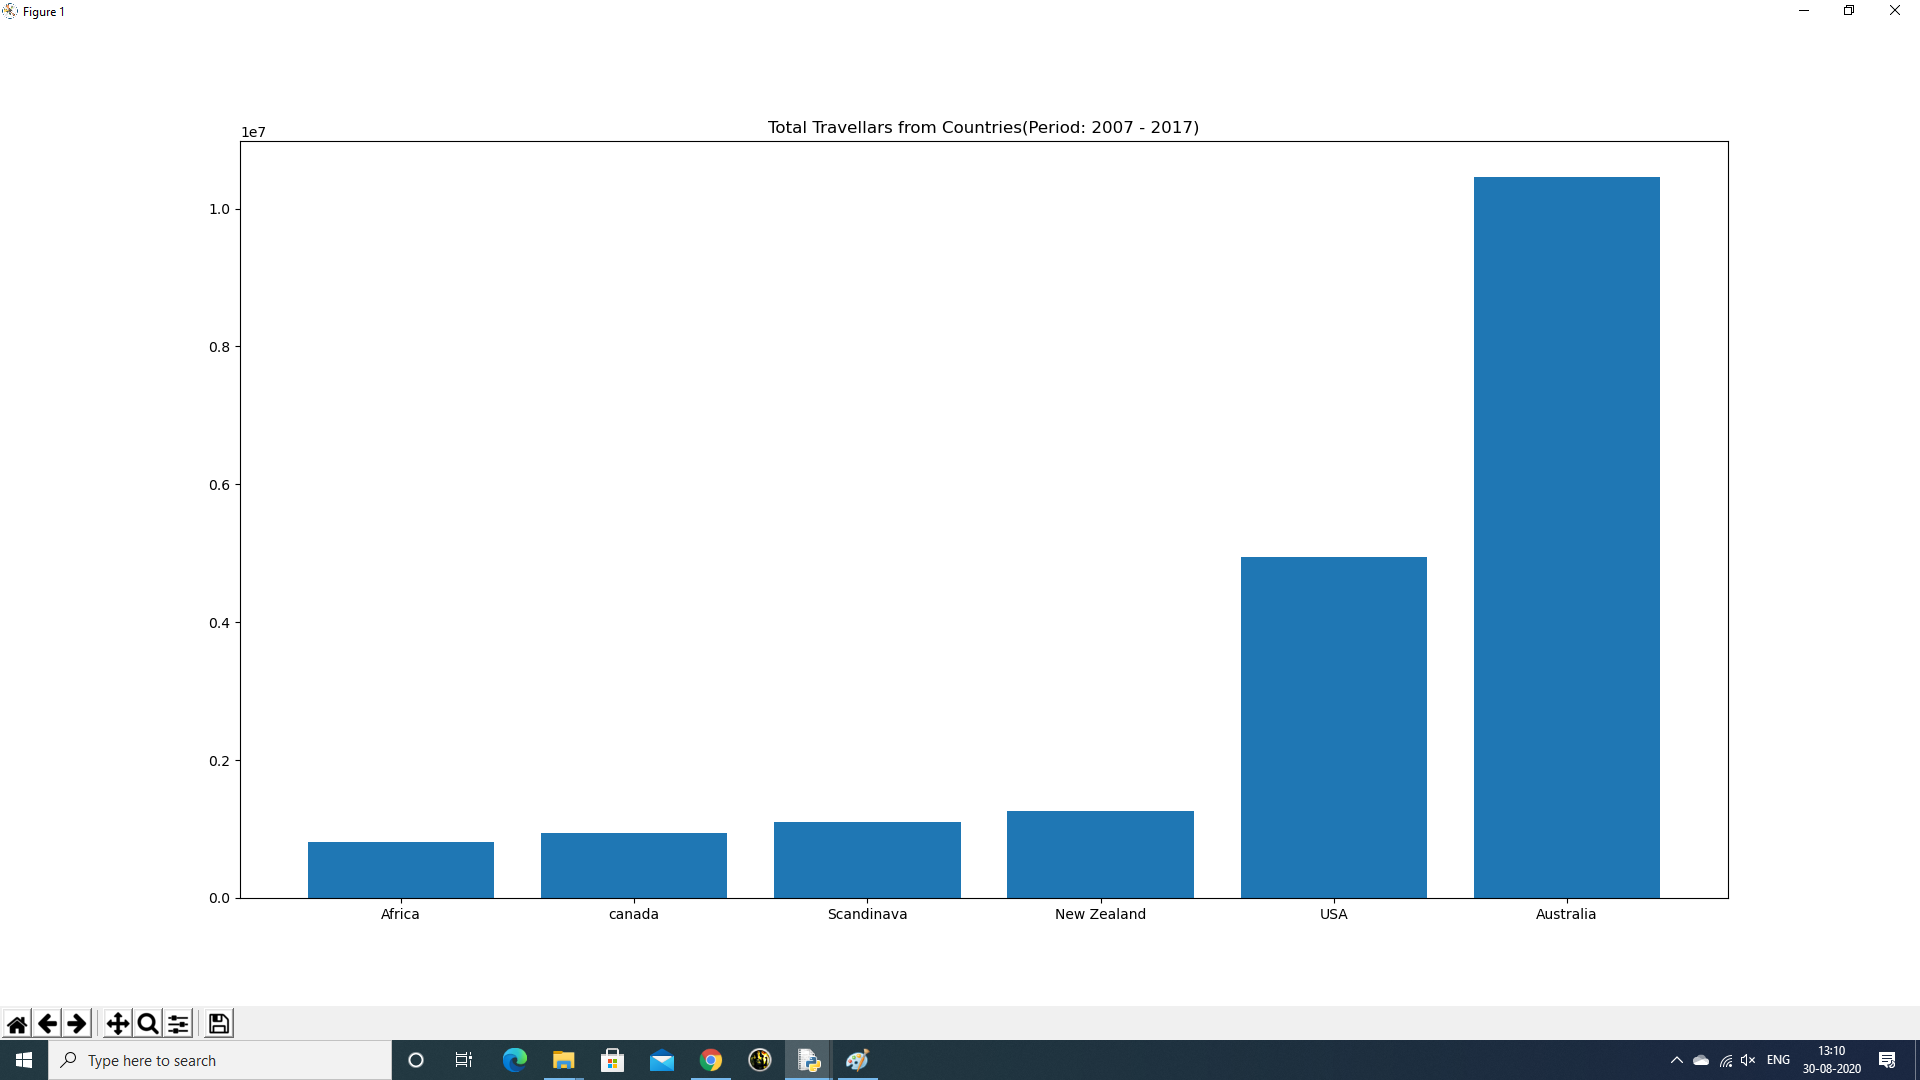 Figure 1
Total Travellars from Countries(Period: 2007 - 2017)
1e7
1.0
0.8
0.6
0.4
0.2
0.0
Africa
canada
Scandinava
New Zealand
USA
Australia
Type here to search
ENG
13:10
30-08-2020